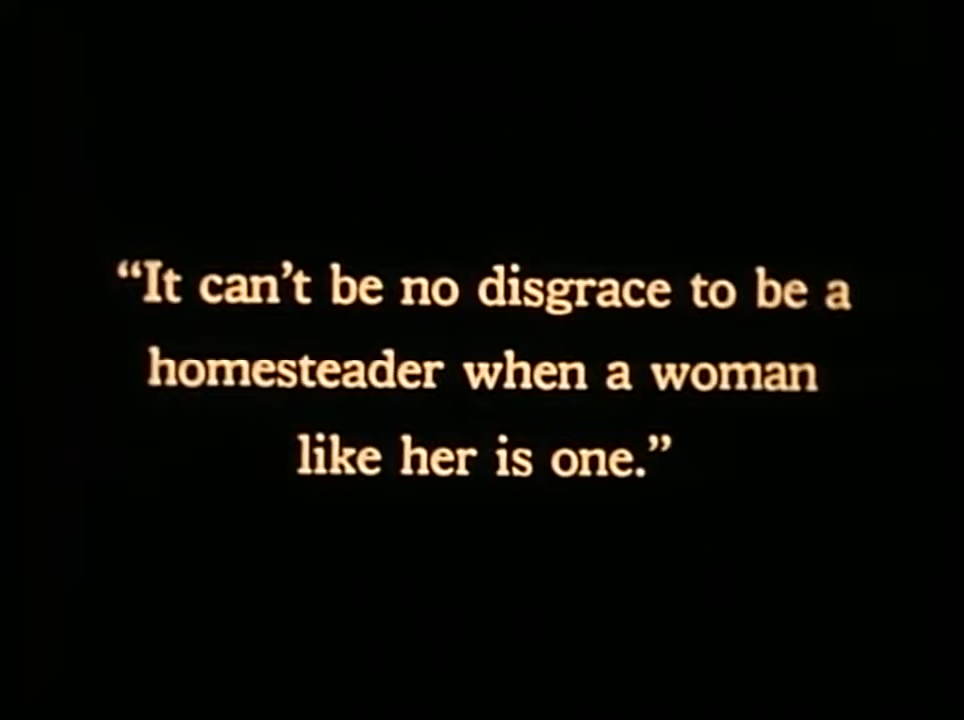 “It can’t be no disgrace to be a
homesteader when a woman
like her is one.”